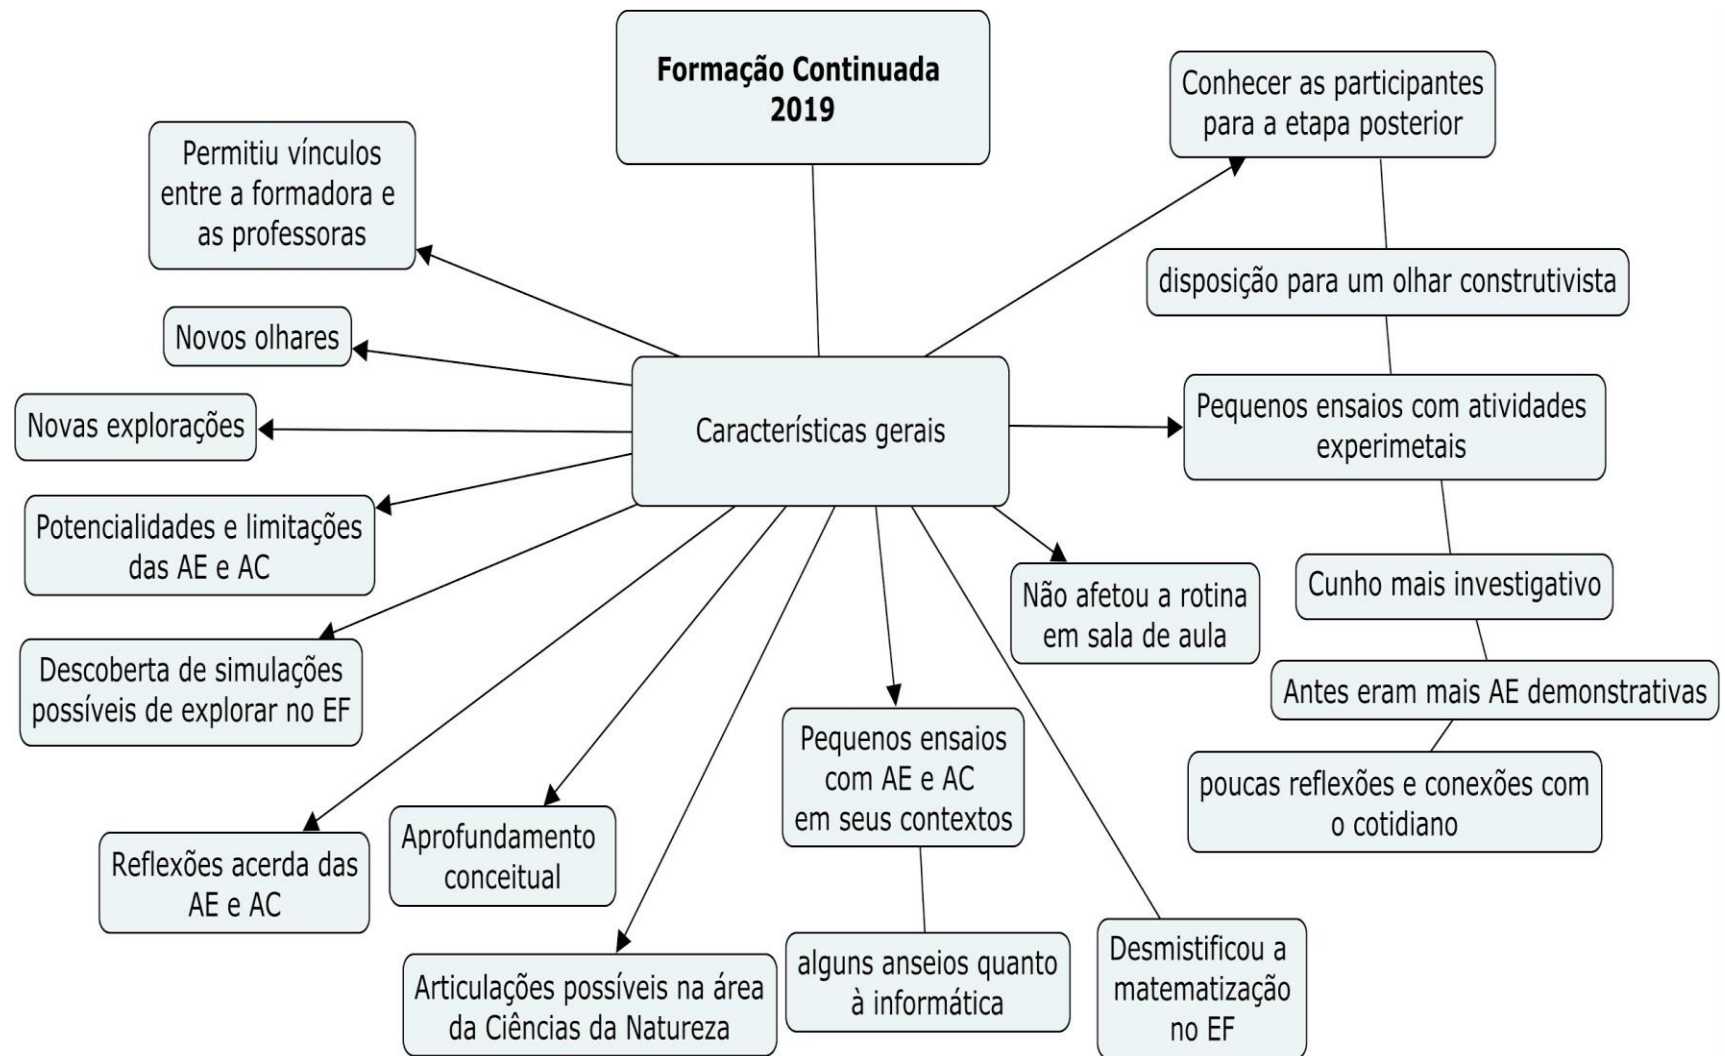 Formação Continuada
2019
Conhecer as participantes
para a etapa posterior
Permitiu vínculos
entre a formadora e
as professoras
disposição para um olhar construtivista
Novos olhares
Novas explorações
Características gerais
Pequenos ensaios com atividades
experimetais
Potencialidades e limitações
das AE e AC
Cunho mais investigativo
Não afetou a rotina
em sala de aula
Descoberta de simulações
possíveis de explorar no EF
Antes eram mais AE demonstrativas
Pequenos ensaios
com AE e AC
em seus contextos
poucas reflexões e conexões com
o cotidiano
Reflexões acerda das
AE e AC
Aprofundamento
conceitual
Articulações possíveis na área
da Ciências da Natureza
alguns anseios quanto
à informática
Desmistificou a
matematização
no EF